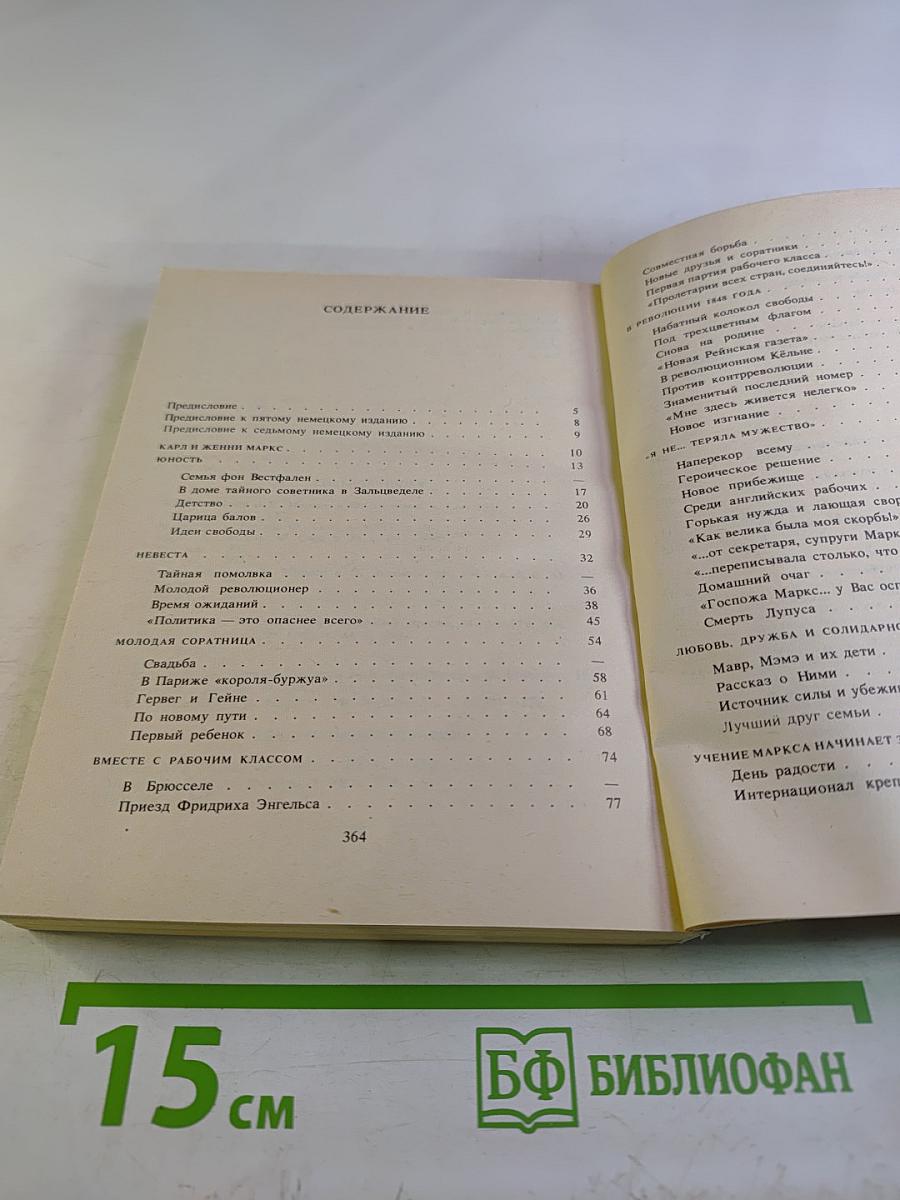 СОДЕРЖАНИЕ
Предисловие . . . . . . . . . . . . . . . . 5
Предисловие к пятому немецкому изданию . . . . . . . . 8
Предисловие к седьмому немецкому изданию . . . . . . . 9
КАРЛ И ЖЕННИ МАРКС . . . . . . . . . . . . . . 10
ЮНОСТЬ . . . . . . . . . . . . . . . . . . 13
Семья фон Вестфален . . . . . . . . . . . . . —
В доме тайного советника в Зальцведеле . . . . . . . . 17
Детство . . . . . . . . . . . . . . . . . 20
Царица балов . . . . . . . . . . . . . . . 26
Идеи свободы . . . . . . . . . . . . . . . 29
НЕВЕСТА . . . . . . . . . . . . . . . . . 32
Тайная помолвка . . . . . . . . . . . . . . —
Молодой революционер . . . . . . . . . . . . . 36
Время ожиданий . . . . . . . . . . . . . . 38
«Политика — это опаснее всего» . . . . . . . . . . 45
МОЛОДАЯ СОРАТНИЦА . . . . . . . . . . . . . . 54
Свадьба . . . . . . . . . . . . . . . . . —
В Париже «короля-буржуа» . . . . . . . . . . . . 58
Гервег и Гейне . . . . . . . . . . . . . . 61
По новому пути . . . . . . . . . . . . . . 64
Первый ребенок . . . . . . . . . . . . . . 68
ВМЕСТЕ С РАБОЧИМ КЛАССОМ . . . . . . . . . . . . 74
В Брюсселе . . . . . . . . . . . . . . . . —
Приезд Фридриха Энгельса . . . . . . . . . . . . 77
364
Совместная борьба . . . .
Новые друзья и соратники . . . .
Первая партия рабочего класса . . . .
«Пролетарии всех стран, соединяйтесь!» . .
В РЕВОЛЮЦИИ 1848 ГОДА . . . . .
Набатный колокол свободы . . . .
Под трехцветным флагом . . . .
Снова на родине . . . . .
«Новая Рейнская газета» . . . .
В революционном Кёльне . . . .
Против контрреволюции . . . .
Знаменитый последний номер . . .
«Мне здесь живется нелегко» . . .
Новое изгнание . . . . .
«Я НЕ... ТЕРЯЛА МУЖЕСТВО» . . . .
Наперекор всему . . . .
Героическое решение . . . .
Новое прибежище . . . .
Среди английских рабочих . . .
Горькая нужда и лающая свор
«Как велика была моя скорбь!»
«...от секретаря, супруги Марк
«...переписывала столько, что
Домашний очаг . . . .
«Госпожа Маркс... у Вас ост
Смерть Лупуса . . . .
ЛЮБОВЬ, ДРУЖБА И СОЛИДАРНО
Мавр, Мэмэ и их дети .
Рассказ о Ними . . .
Источник силы и убежи
Лучший друг семьи .
УЧЕНИЕ МАРКСА НАЧИНАЕТ З
День радости . . .
Интернационал креп
15 см
БФ БИБЛИОФАН